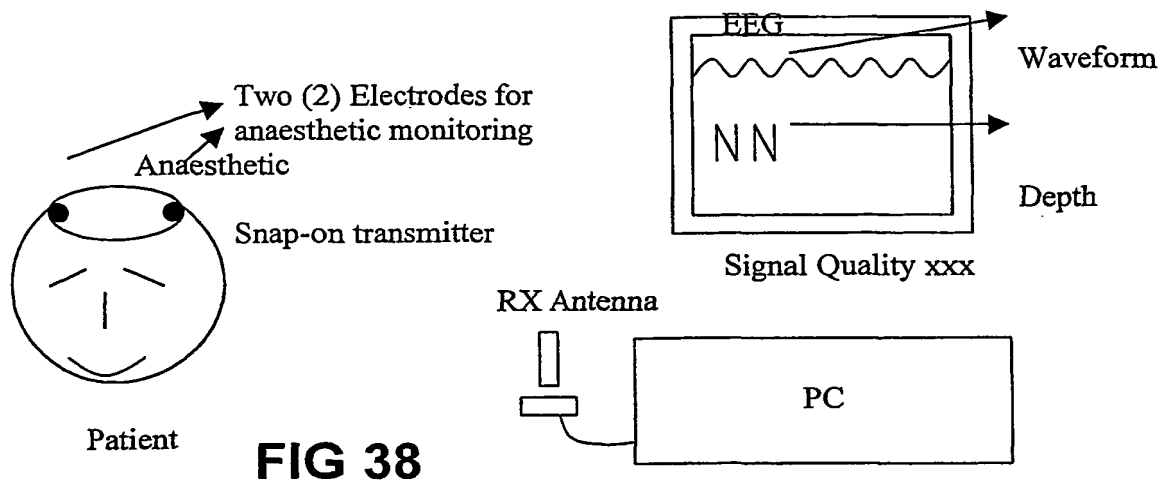 EEG
Waveform
Two (2) Electrodes for
anaesthetic monitoring
Anaesthetic
NN
Depth
Snap-on transmitter
Signal Quality xxx
RX Antenna
PC
Patient
FIG 38